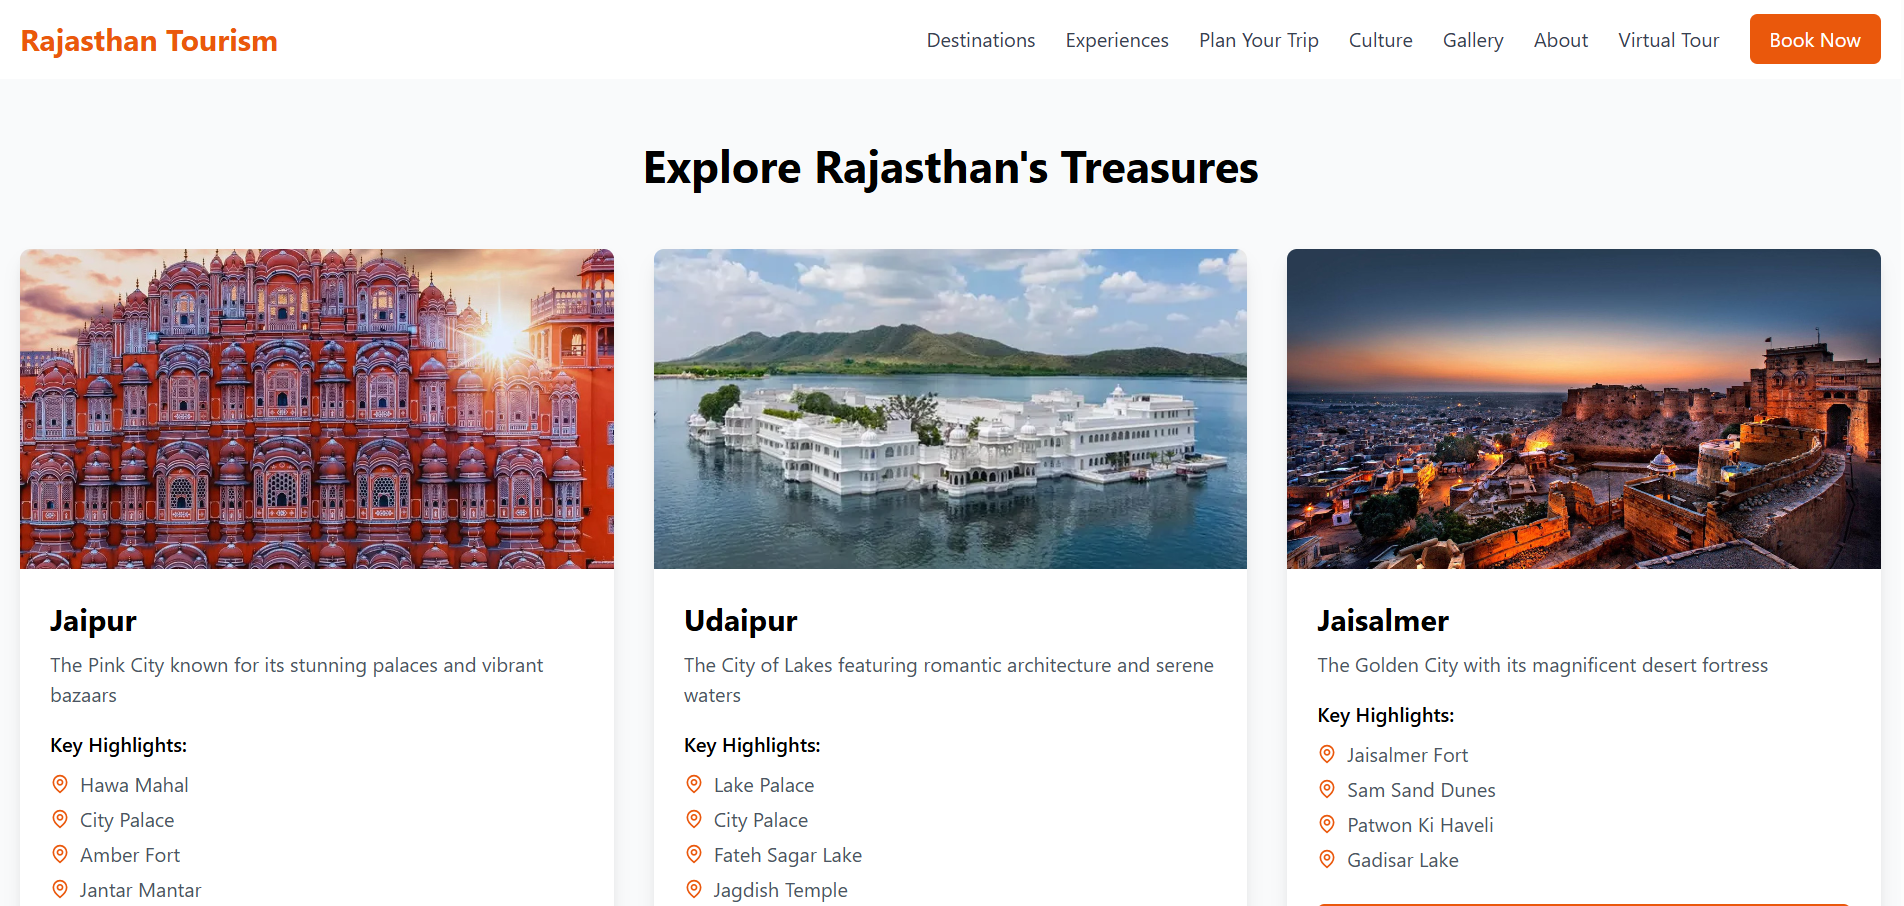 Rajasthan Tourism
Destinations
Experiences
Plan Your Trip
Culture
Gallery
About
Virtual Tour
Book Now
Explore Rajasthan's Treasures
Jaipur
The Pink City known for its stunning palaces and vibrant
bazaars
Key Highlights:
Hawa Mahal
City Palace
Amber Fort
Jantar Mantar
Udaipur
The City of Lakes featuring romantic architecture and serene
waters
Key Highlights:
Lake Palace
City Palace
Fateh Sagar Lake
Jagdish Temple
Jaisalmer
The Golden City with its magnificent desert fortress
Key Highlights:
Jaisalmer Fort
Sam Sand Dunes
Patwon Ki Haveli
Gadisar Lake